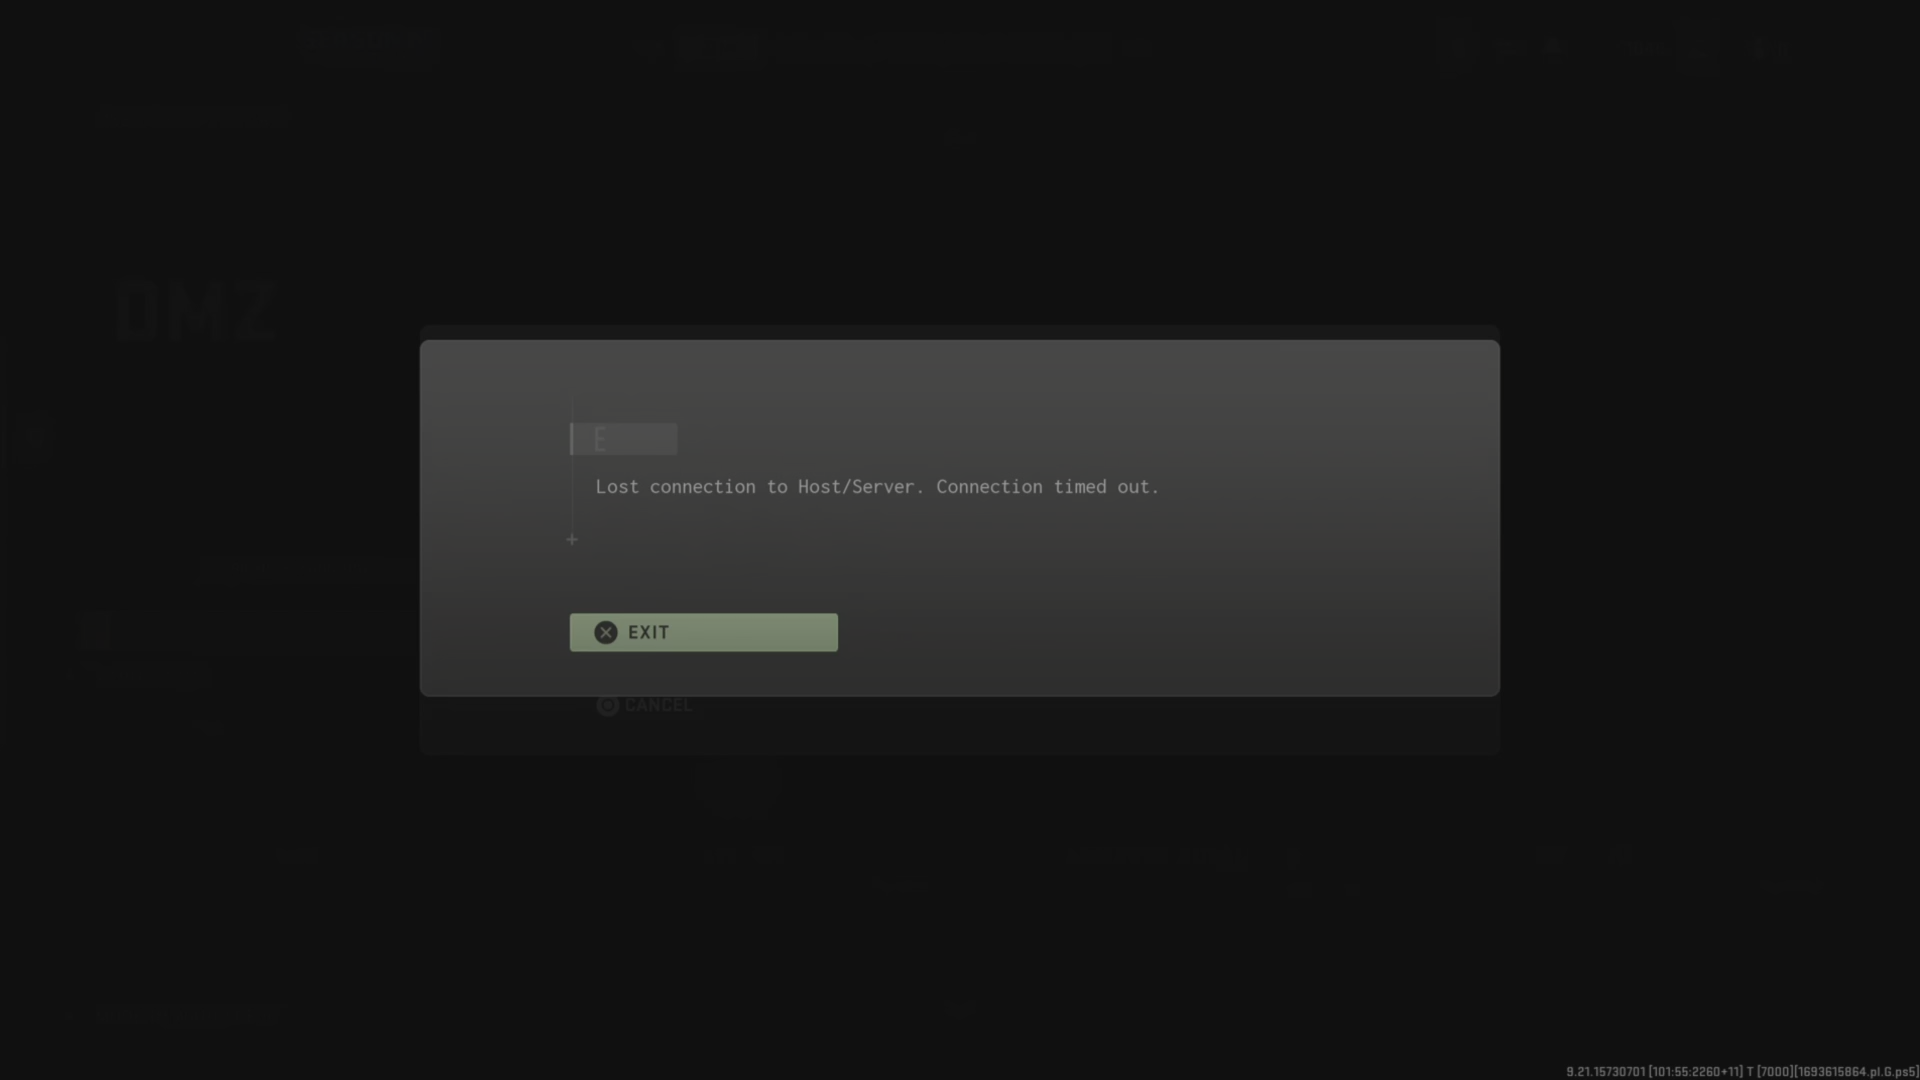 DMZ
E
Lost connection to Host/Server. Connection timed out.
EXIT
CANCEL
9.21.15730701 [101:55:2260+11] T [7000][1693615864.pl.G.ps5]